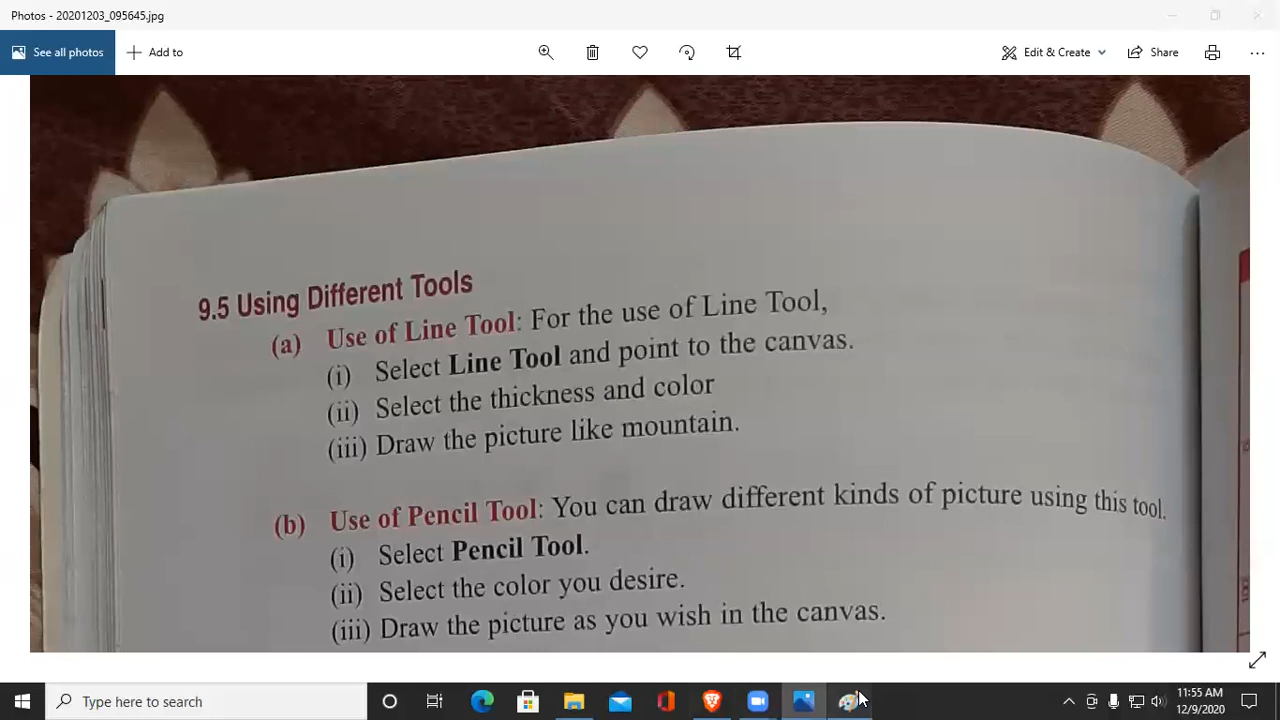 Photos - 20201203_095645.jpg
See all photos
Add to
Edit & Create
Share
9.5 Using Different Tools
(a) Use of Line Tool: For the use of Line Tool,
(i) Select Line Tool and point to the canvas.
(ii) Select the thickness and color
(iii) Draw the picture like mountain.
(b) Use of Pencil Tool: You can draw different kinds of picture using this tool.
(i) Select Pencil Tool.
(ii) Select the color you desire.
(iii) Draw the picture as you wish in the canvas.
Type here to search
11:55 AM
12/9/2020